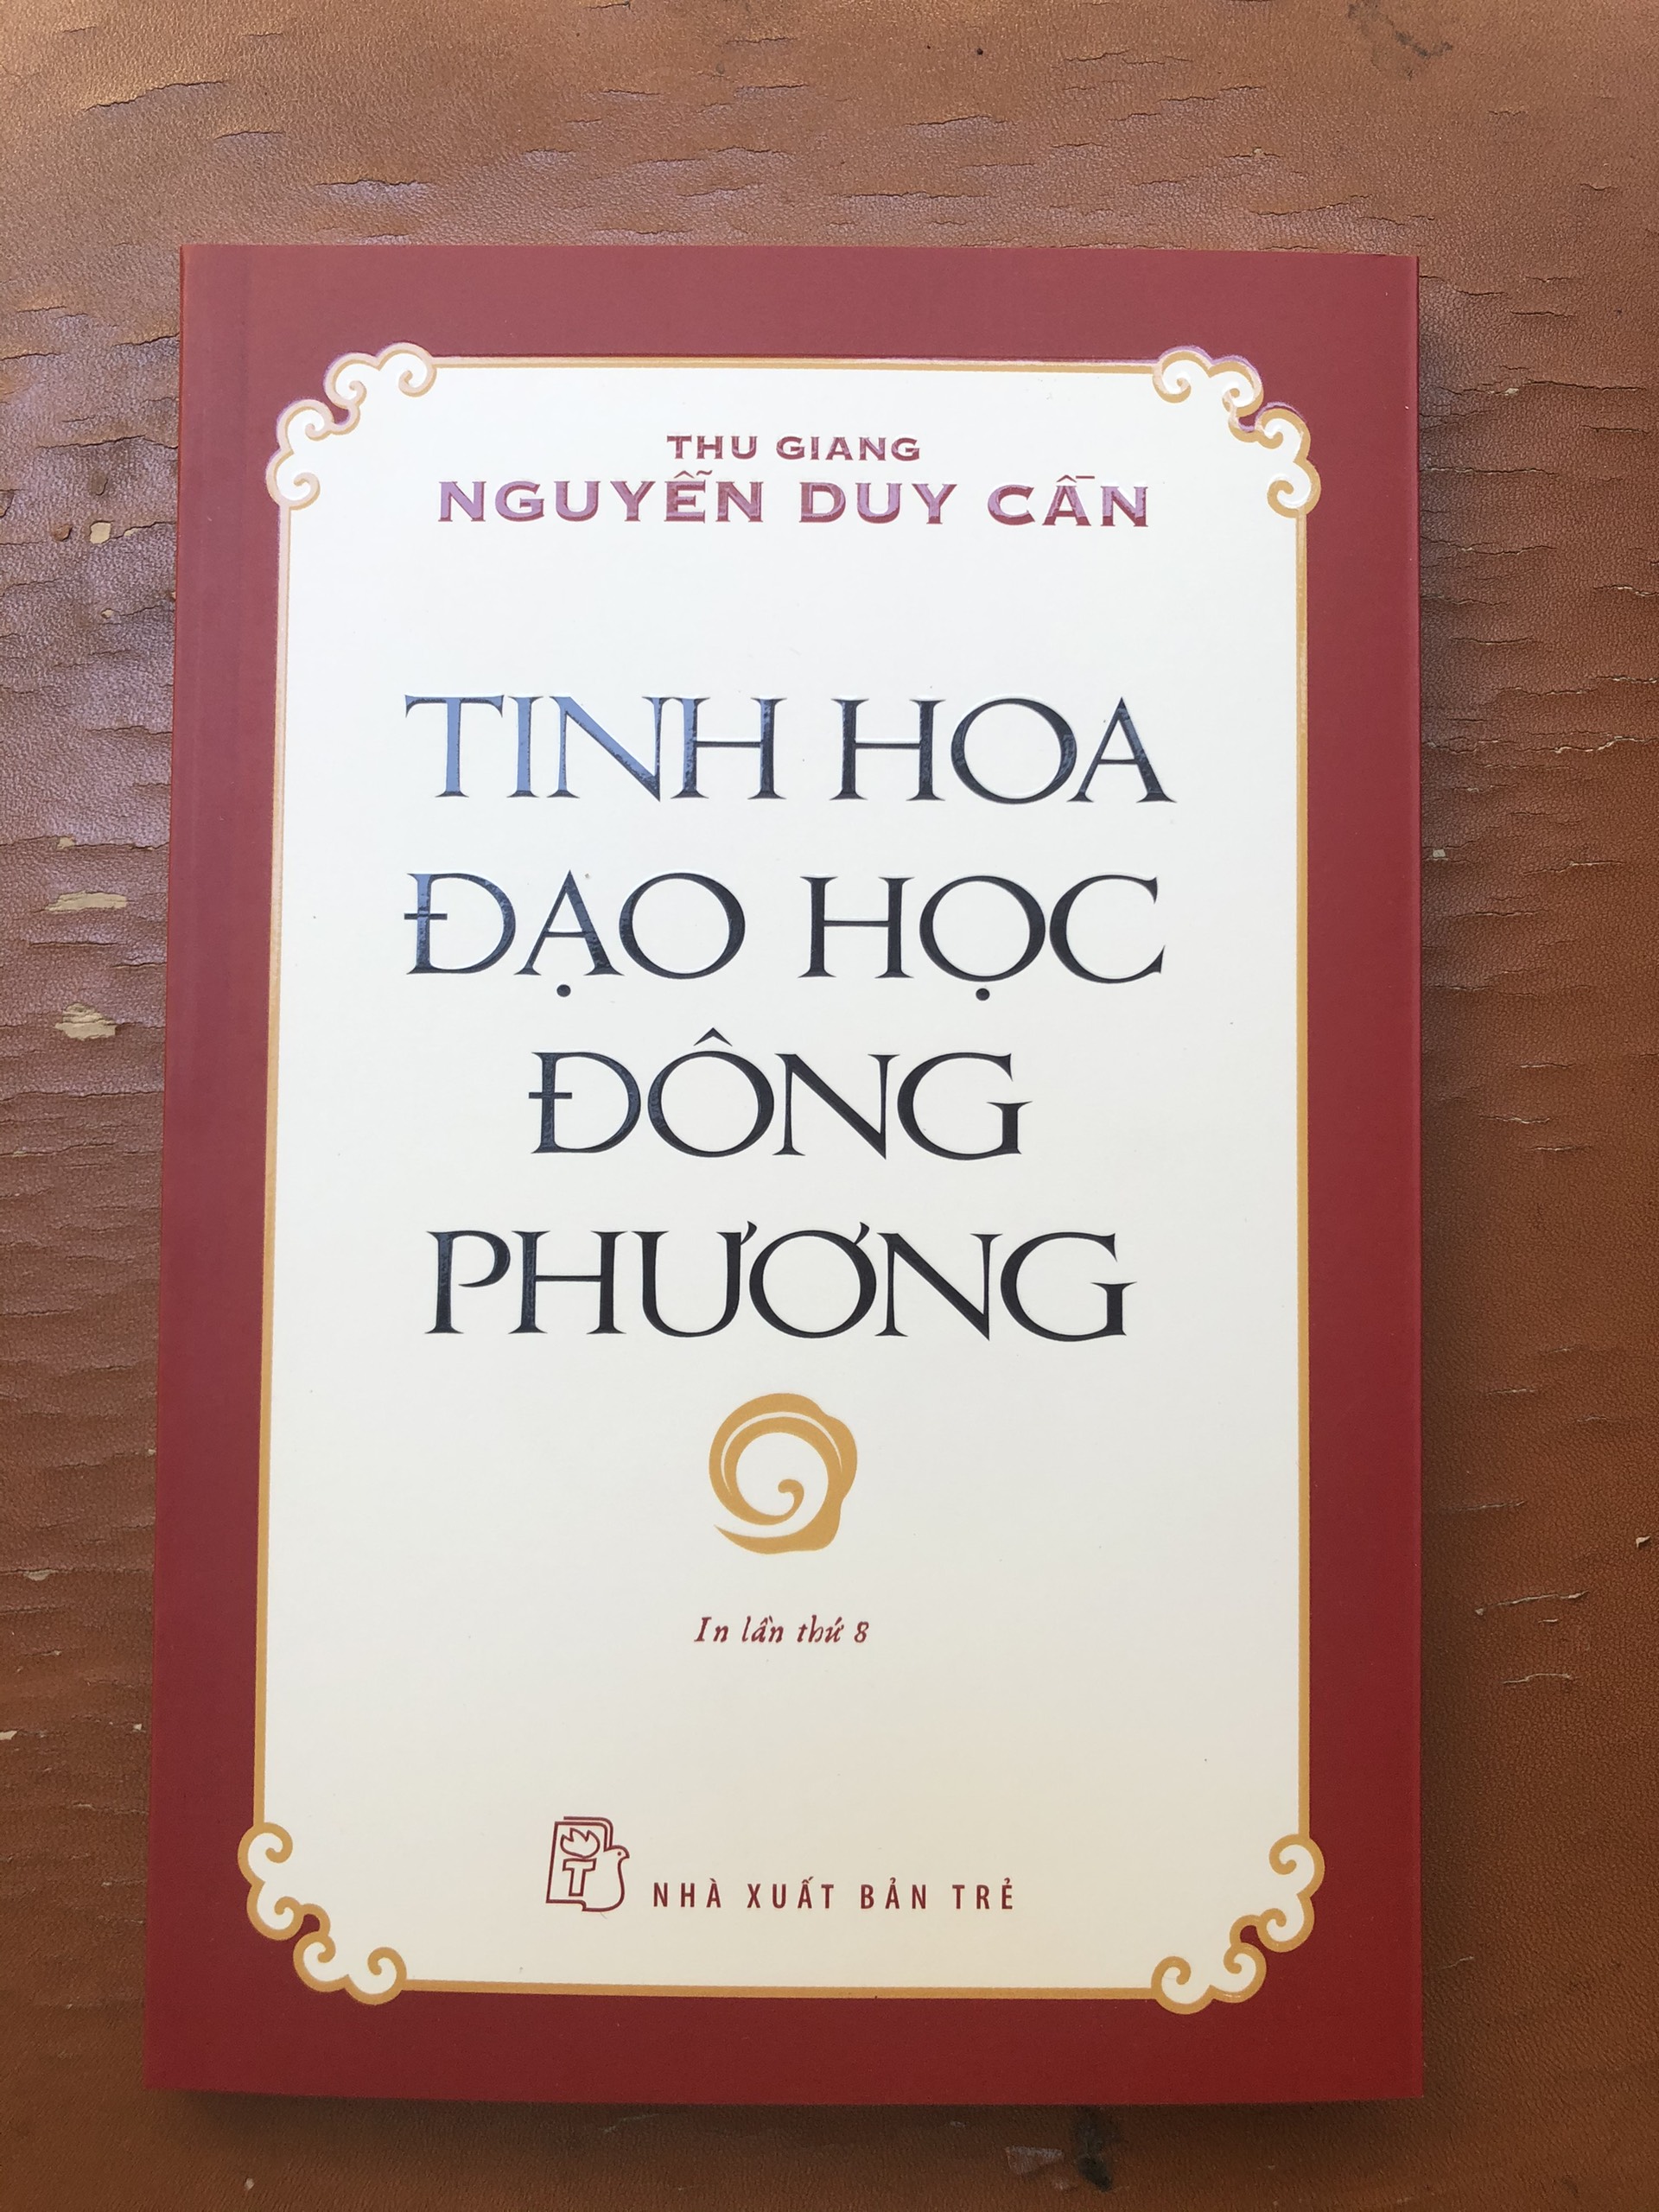 THU GIANG
NGUYỄN DUY CẦN
TINH HOA
ĐẠO HỌC
ĐÔNG
PHƯƠNG
In lần thứ 8
T
NHÀ XUẤT BẢN TRẺ